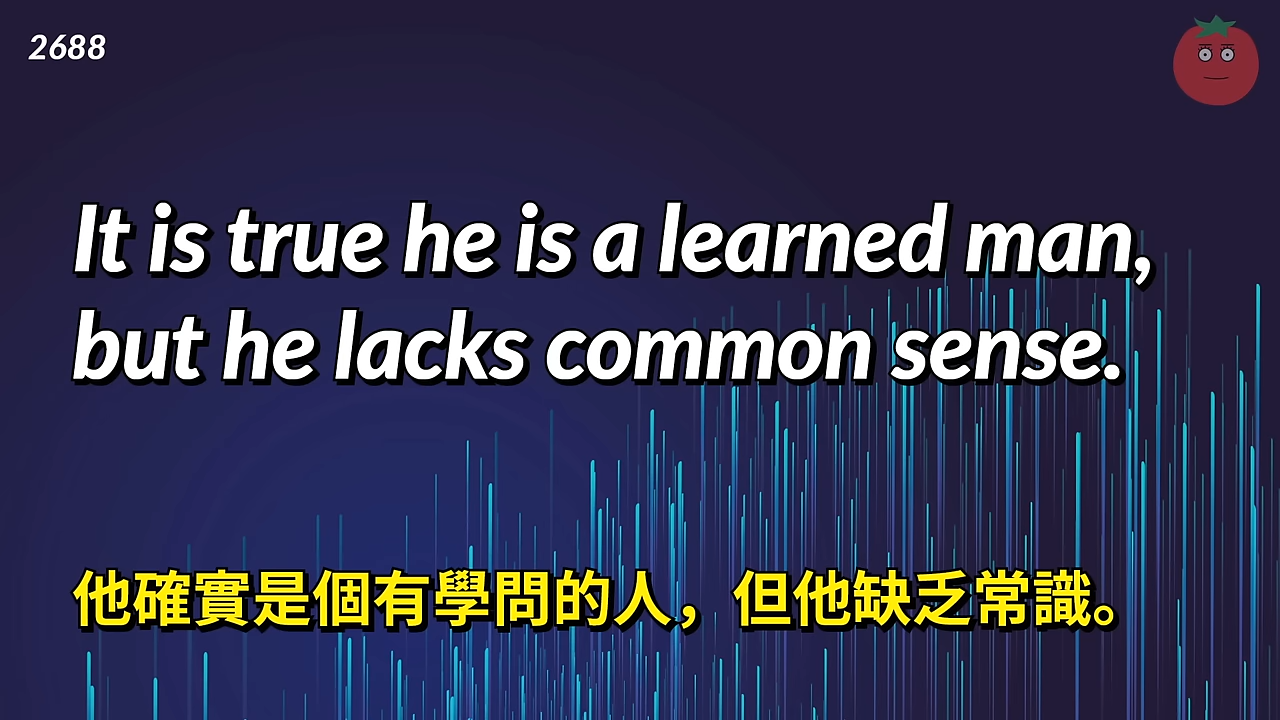 2688
It is true he is a learned man,
but he lacks common sense.
他確實是個有學問的人，但他缺乏常識。